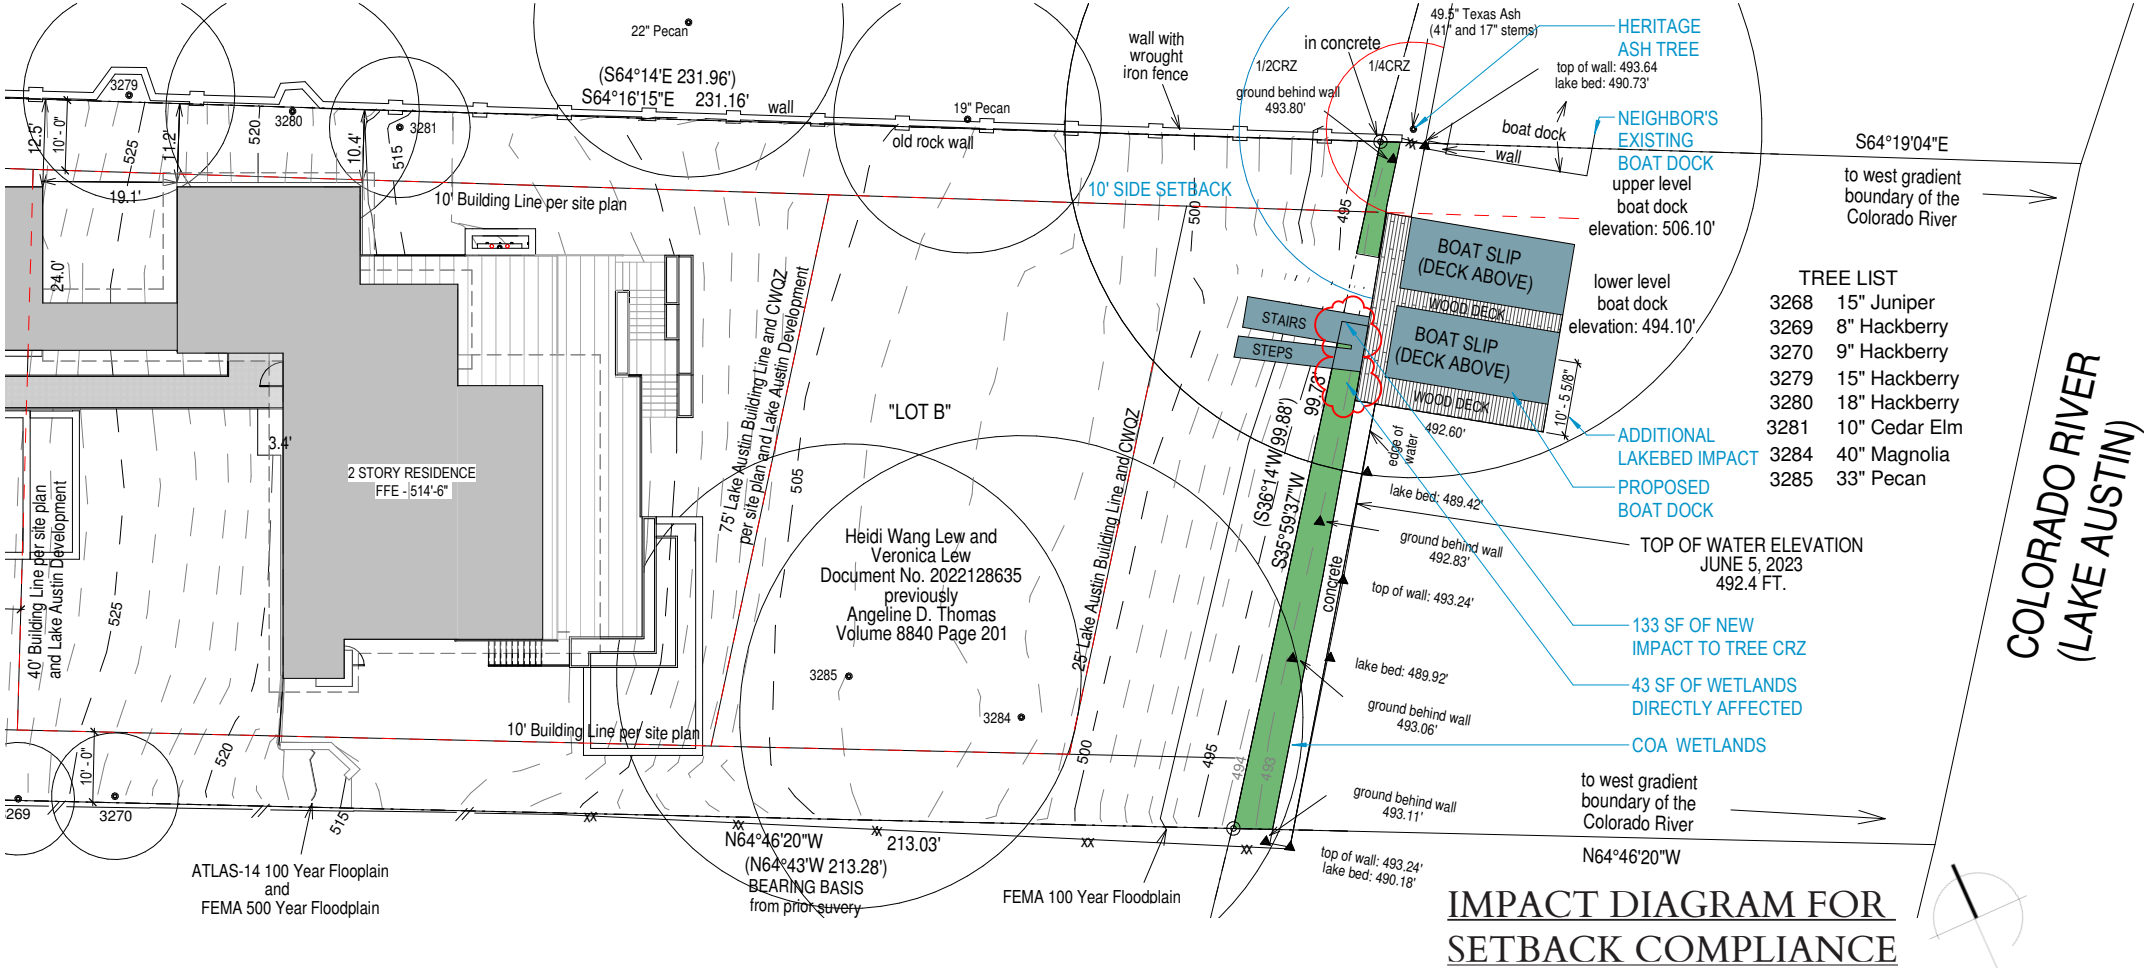 22" Pecan
(S64°14'E 231.96')
S64°16'15"E 231.16'
wall
wall with
wrought
iron fence
in concrete
1/2CRZ
1/4CRZ
49.5" Texas Ash
(41" and 17" stems)
HERITAGE
ASH TREE
top of wall: 493.64
lake bed: 490.73'
ground behind wall
493.80'
NEIGHBOR'S
EXISTING
BOAT DOCK
boat dock
wall
S64°19'04"E
3279
3280
3281
12.5'
10'- 0"
525
11.2'
520
10.4'
515
19" Pecan
old rock wall
19.1'
24.0'
10' Building Line per site plan
10' SIDE SETBACK
500
495
upper level
boat dock
elevation: 506.10'
to west gradient
boundary of the
Colorado River
BOAT SLIP
(DECK ABOVE)
WOOD DECK
BOAT SLIP
(DECK ABOVE)
WOOD DECK
10' - 5 5/8"
lower level
boat dock
elevation: 494.10'
STAIRS
STEPS
TREE LIST
3268 15" Juniper
3269 8" Hackberry
3270 9" Hackberry
3279 15" Hackberry
3280 18" Hackberry
3281 10" Cedar Elm
3284 40" Magnolia
3285 33" Pecan
75' Lake Austin Building Line and CWQZ
per site plan and Lake Austin Development
505
"LOT B"
25' Lake Austin Building Line and CWQZ
(S36°14'W 99.88')
S35°59'37"W
99.73'
edge of
water
492.60'
ADDITIONAL
LAKEBED IMPACT
PROPOSED
BOAT DOCK
3.4'
2 STORY RESIDENCE
FFE - 514'-6"
40' Building Line per site plan
and Lake Austin Development
525
Heidi Wang Lew and
Veronica Lew
Document No. 2022128635
previously
Angeline D. Thomas
Volume 8840 Page 201
lake bed: 489.42'
ground behind wall
492.83'
concrete
top of wall: 493.24'
TOP OF WATER ELEVATION
JUNE 5, 2023
492.4 FT.
COLORADO RIVER
(LAKE AUSTIN)
133 SF OF NEW
IMPACT TO TREE CRZ
lake bed: 489.92'
43 SF OF WETLANDS
DIRECTLY AFFECTED
ground behind wall
493.06'
COA WETLANDS
3285
3284
10' Building Line per site plan
520
10'- 0"
500
495
494
493
269
3270
515
ground behind wall
493.11'
to west gradient
boundary of the
Colorado River
N64°46'20"W 213.03'
(N64°43'W 213.28')
BEARING BASIS
from prior suvery
N64°46'20"W
top of wall: 493.24'
lake bed: 490.18'
ATLAS-14 100 Year Flooplain
and
FEMA 500 Year Floodplain
FEMA 100 Year Floodplain
IMPACT DIAGRAM FOR
SETBACK COMPLIANCE